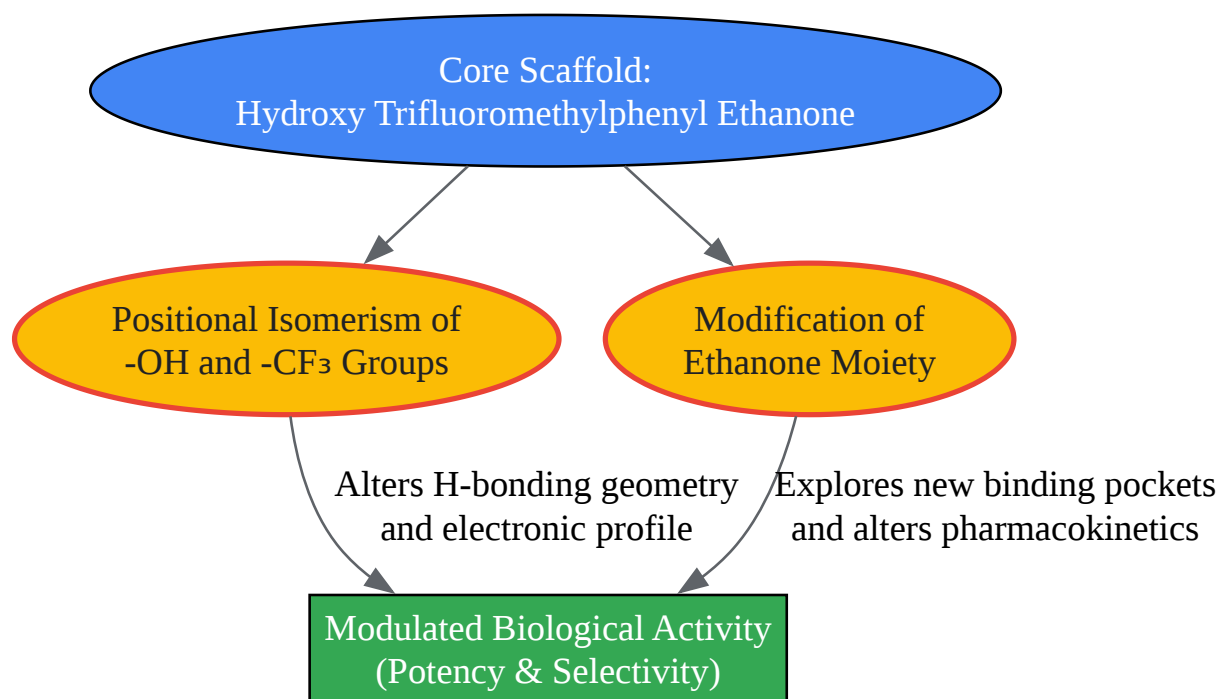 Core Scaffold:
Hydroxy Trifluoromethylphenyl Ethanone
Positional Isomerism of
-OH and -CF₃ Groups
Modification of
Ethanone Moiety
Alters H-bonding geometry
and electronic profile
Explores new binding pockets
and alters pharmacokinetics
Modulated Biological Activity
(Potency & Selectivity)